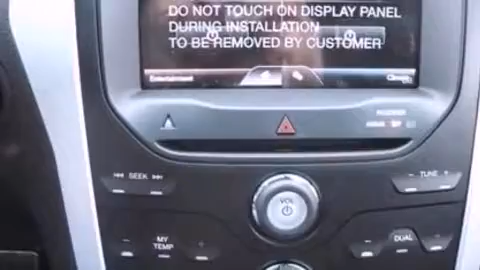 DO NOT TOUCH ON DISPLAY PANEL
DURING INSTALLATION
TO BE REMOVED BY CUSTOMER
Entertainment
Climate
SEEK
VOL
TUNE
MY
TEMP
DUAL
- +